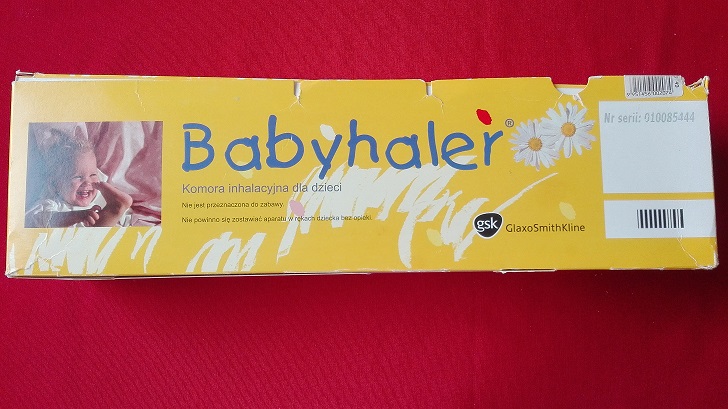 Babyhaler®
Komora inhalacyjna dla dzieci
Nie jest przeznaczona do zabawy.
Nie powinno się zostawiać aparatu w rękach dziecka bez opieki.
gsk GlaxoSmithKline
Nr serii: 010085444